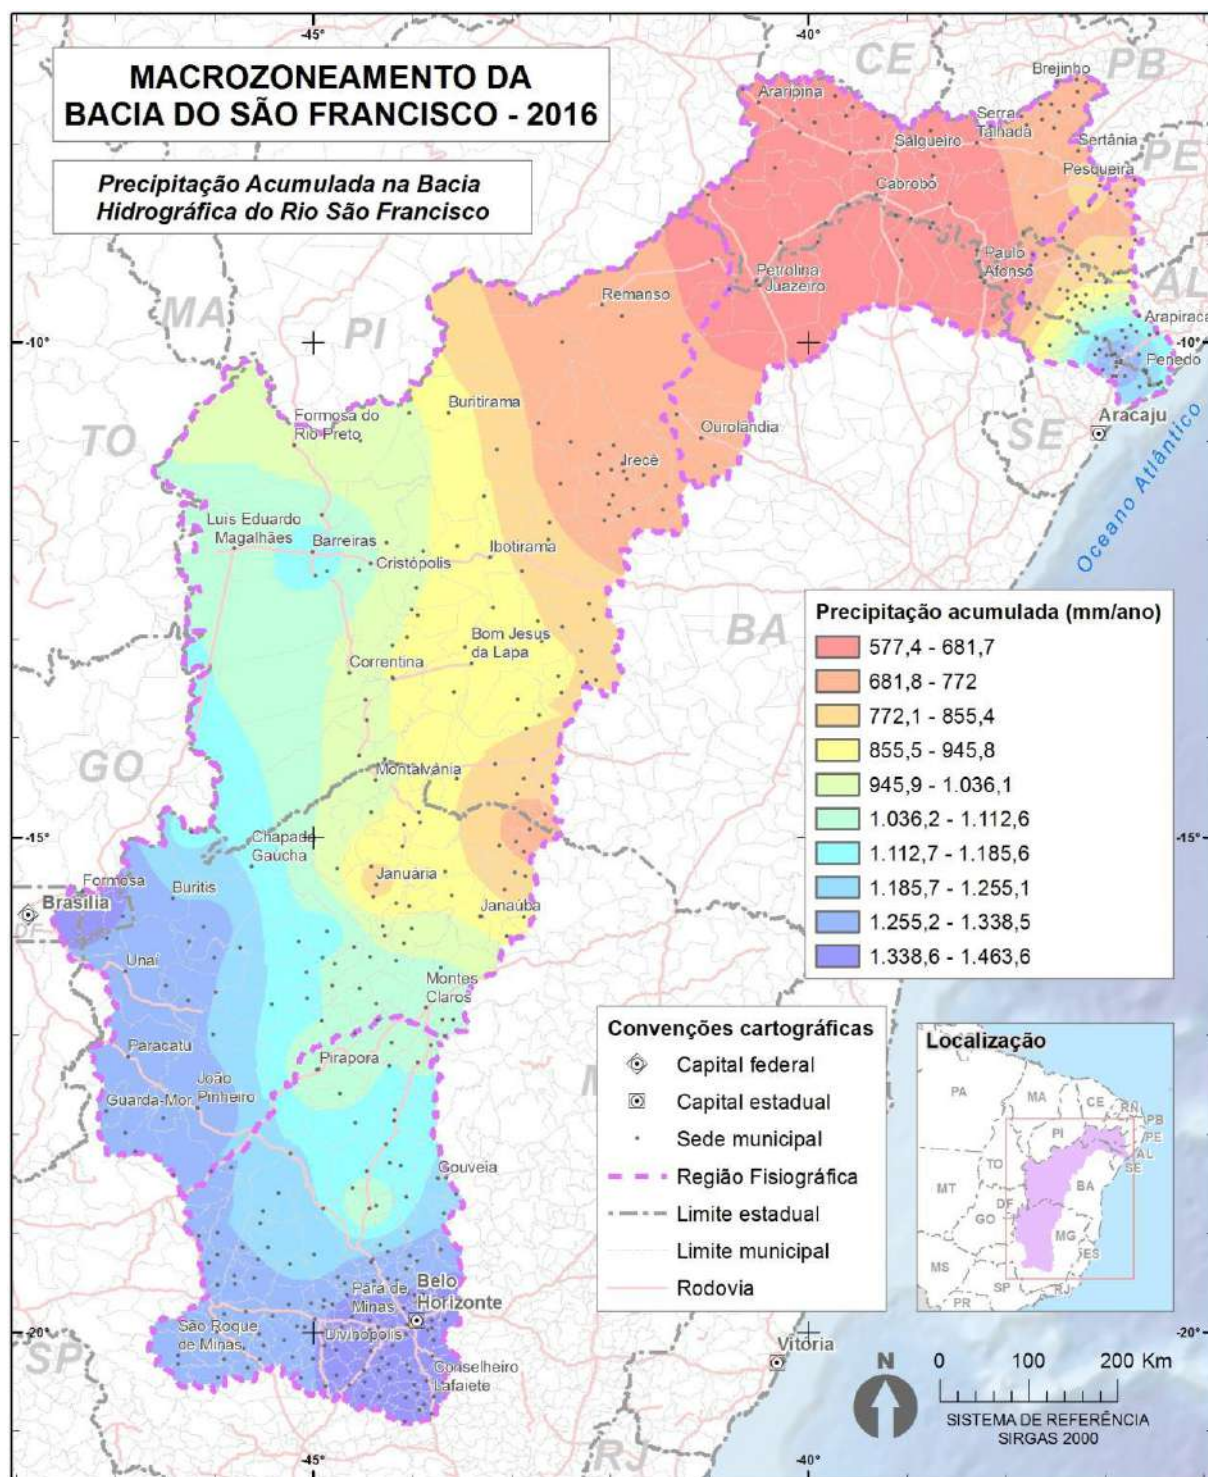 -45°
-40°
MACROZONEAMENTO DA
BACIA DO SÃO FRANCISCO - 2016
Precipitação Acumulada na Bacia
Hidrográfica do Rio São Francisco
CE
PB
Brejinho
Araripina
Serra
Talhada
Salgueiro
Sertânia
PE
Pesqueira
Cabrobó
Paulo
Afonso
Petrolina
Juazeiro
AL
Remanso
MA
PI
Arapiraca
-10°
-10°
Penedo
Buritirama
Aracaju
Formosa do
Rio Preto
Ourolândia
SE
TO
Irecê
Oceano Atlântico
Luis Eduardo
Magalhães
Barreiras
Ibotirama
Cristópolis
BA
Bom Jesus
da Lapa
Correntina
GO
Montalvânia
-15°
-15°
Chapada
Gaucha
Januária
Formosa
Buritis
Brasília
DF
Janaúba
Unaí
Montes
Claros
Paracatu
Pirapora
João
Pinheiro
Guarda-Mor
Gouveia
Pará de
Minas
Belo
Horizonte
São Roque
de Minas
Divinópolis
Conselheiro
Lafaiete
SP
Vitória
RJ
-20°
-20°
-45°
-40°
Precipitação acumulada (mm/ano)
577,4 - 681,7
681,8 - 772
772,1 - 855,4
855,5 - 945,8
945,9 - 1.036,1
1.036,2 - 1.112,6
1.112,7 - 1.185,6
1.185,7 - 1.255,1
1.255,2 - 1.338,5
1.338,6 - 1.463,6
Convenções cartográficas
Capital federal
Capital estadual
Sede municipal
Região Fisiográfica
Limite estadual
Limite municipal
Rodovia
Localização
PA
MA
CE
RN
PB
PI
PE
AL
SE
TO
BA
MT
DF
GO
MG
ES
MS
SP
RJ
PR
N
0 100 200 Km
SISTEMA DE REFERÊNCIA
SIRGAS 2000